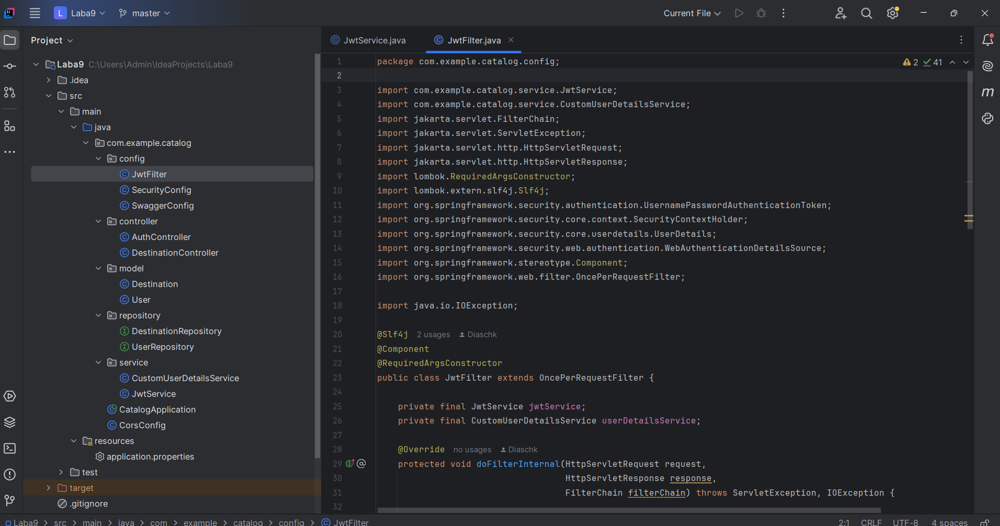 L Laba9 master Current File
Project
Laba9 C:\Users\Admin\IdeaProjects\Laba9
.idea
src
main
java
com.example.catalog
config
JwtFilter
SecurityConfig
SwaggerConfig
controller
AuthController
DestinationController
model
Destination
User
repository
DestinationRepository
UserRepository
service
CustomUserDetailsService
JwtService
CatalogApplication
CorsConfig
resources
application.properties
test
target
.gitignore
JwtService.java JwtFilter.java
2 41
1 package com.example.catalog.config;
2
3 import com.example.catalog.service.JwtService;
4 import com.example.catalog.service.CustomUserDetailsService;
5 import jakarta.servlet.FilterChain;
6 import jakarta.servlet.ServletException;
7 import jakarta.servlet.http.HttpServletRequest;
8 import jakarta.servlet.http.HttpServletResponse;
9 import lombok.RequiredArgsConstructor;
10 import lombok.extern.slf4j.Slf4j;
11 import org.springframework.security.authentication.UsernamePasswordAuthenticationToken;
12 import org.springframework.security.core.context.SecurityContextHolder;
13 import org.springframework.security.core.userdetails.UserDetails;
14 import org.springframework.security.web.authentication.WebAuthenticationDetailsSource;
15 import org.springframework.stereotype.Component;
16 import org.springframework.web.filter.OncePerRequestFilter;
17
18 import java.io.IOException;
19
20 @Slf4j 2 usages Diaschk
21 @Component
22 @RequiredArgsConstructor
23 public class JwtFilter extends OncePerRequestFilter {
24
25 private final JwtService jwtService;
26 private final CustomUserDetailsService userDetailsService;
27
28 @Override no usages Diaschk
29 protected void doFilterInternal(HttpServletRequest request,
30 HttpServletResponse response,
31 FilterChain filterChain) throws ServletException, IOException {
32
Laba9 > src > main > java > com > example > catalog > config > JwtFilter 2:1 CRLF UTF-8 4 spaces